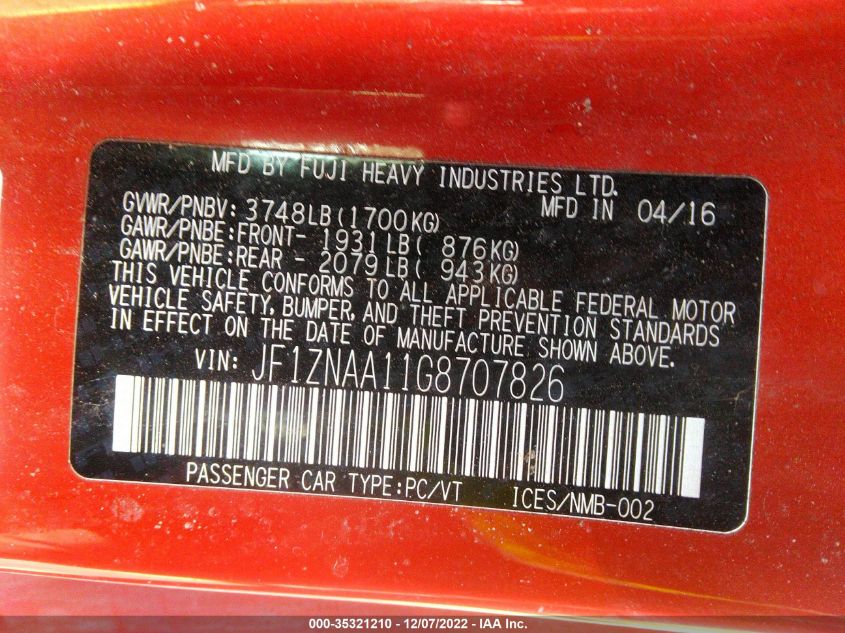 MFD BY FUJI HEAVY INDUSTRIES LTD.
MFD IN 04/16
GVWR/PNBV: 3748LB(1700KG)
GAWR/PNBE:FRONT- 1931LB( 876KG)
GAWR/PNBE:REAR - 2079LB( 943KG)
THIS VEHICLE CONFORMS TO ALL APPLICABLE FEDERAL MOTOR
VEHICLE SAFETY, BUMPER, AND THEFT PREVENTION STANDARDS
IN EFFECT ON THE DATE OF MANUFACTURE SHOWN ABOVE.
VIN: JF1ZNAA11G8707826
PASSENGER CAR TYPE:PC/VT ICES/NMB-002
000-35321210 - 12/07/2022 - IAA Inc.